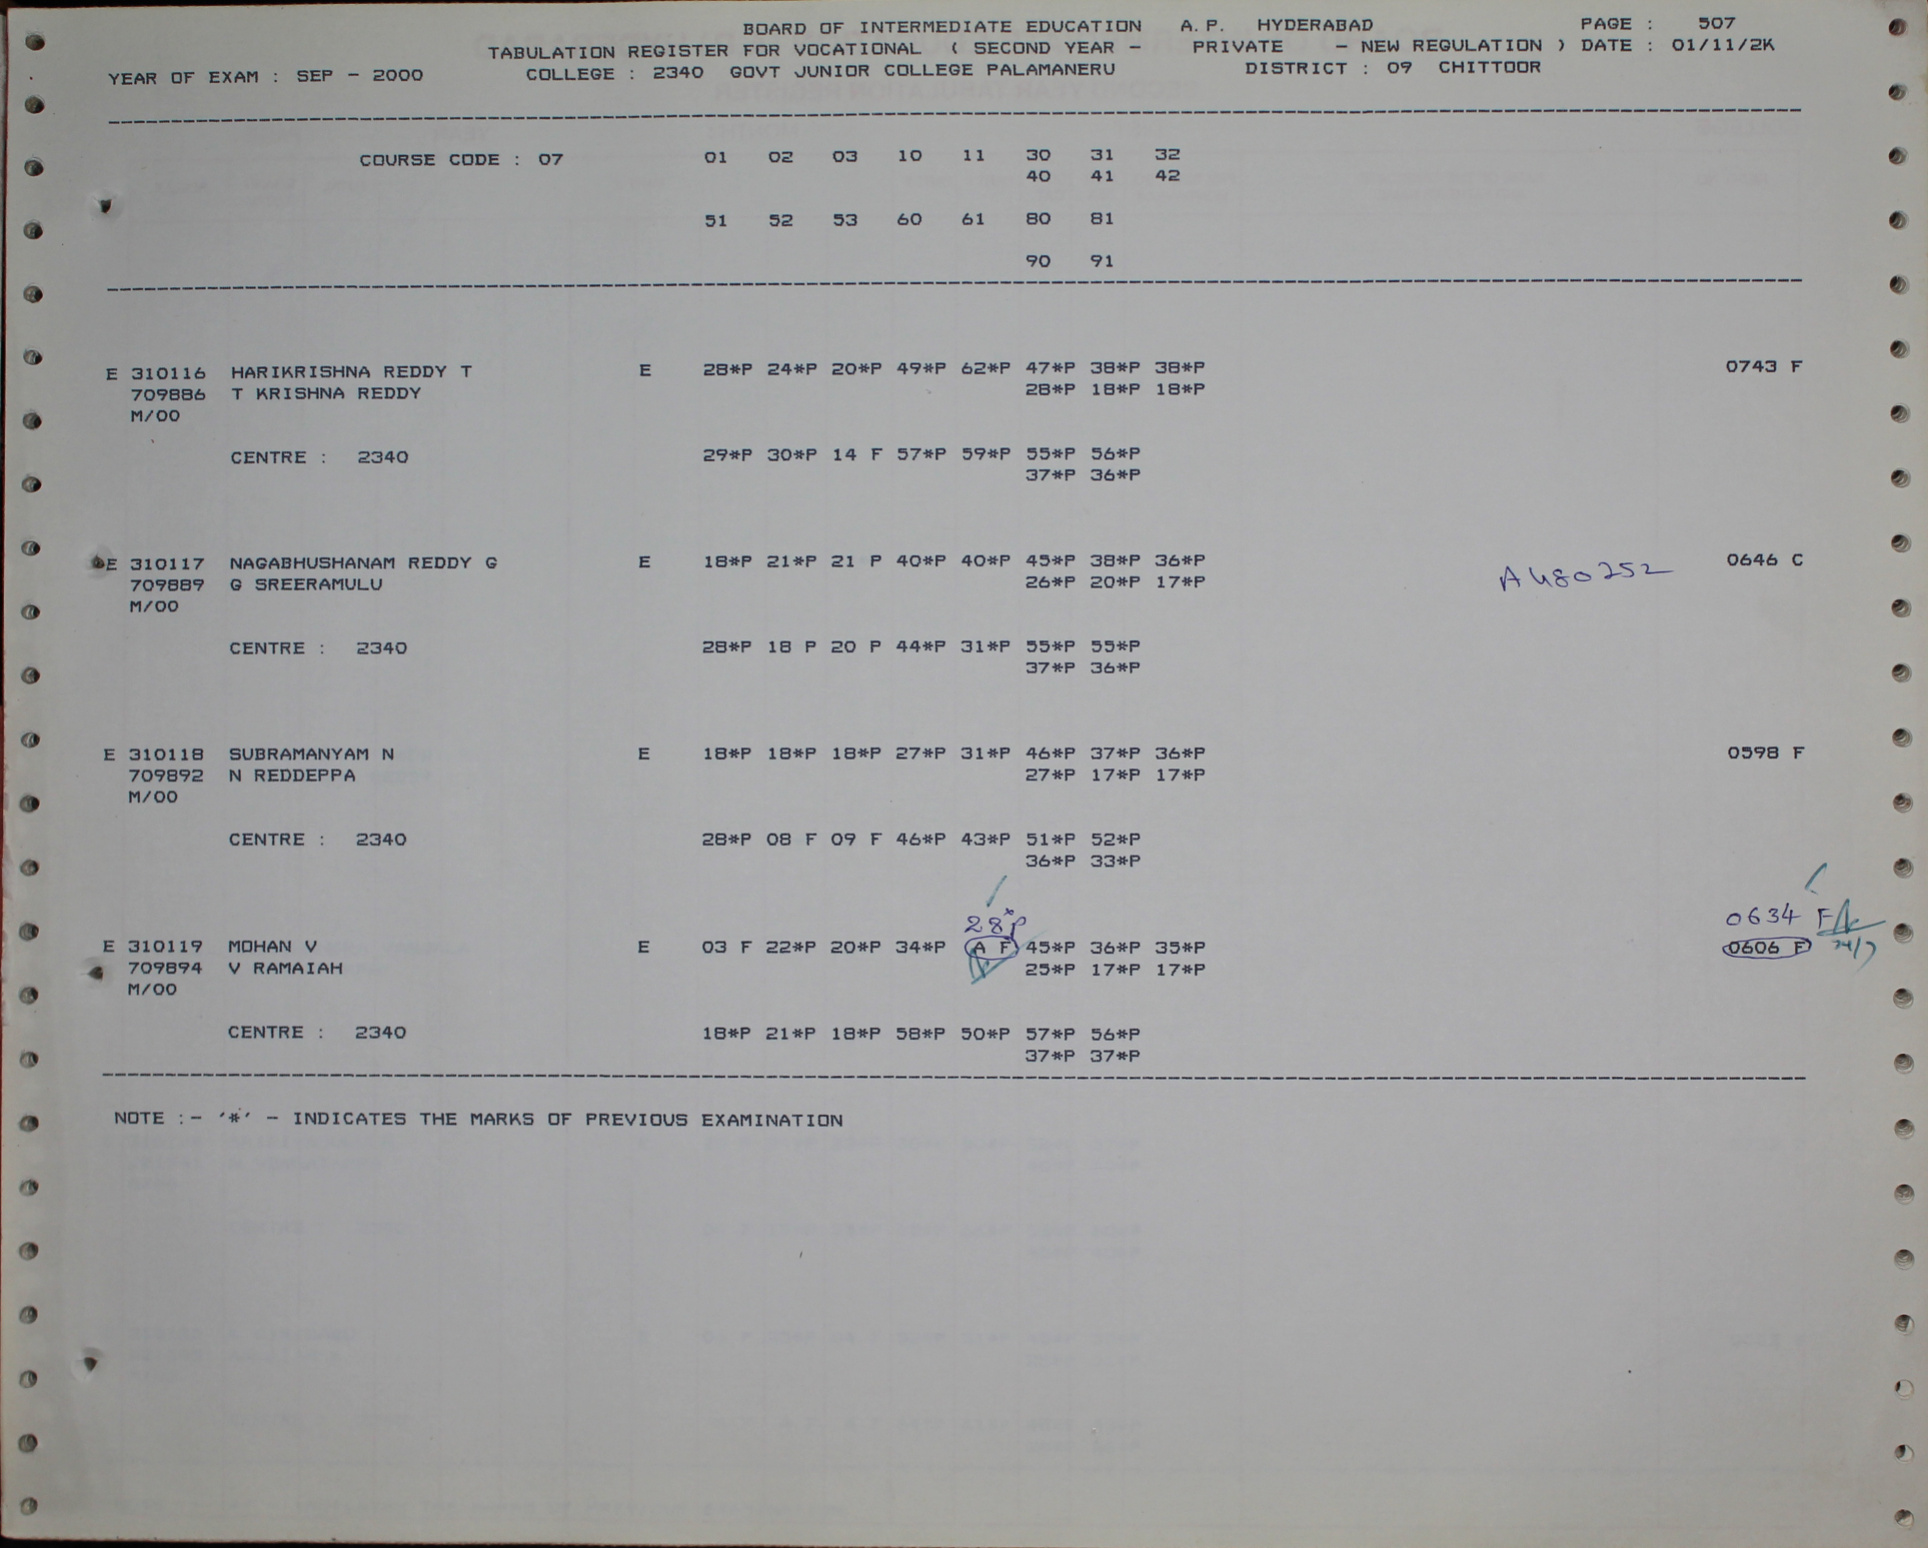 BOARD OF INTERMEDIATE EDUCATION A.P. HYDERABAD PAGE : 507
TABULATION REGISTER FOR VOCATIONAL ( SECOND YEAR - PRIVATE - NEW REGULATION ) DATE : 01/11/2K
YEAR OF EXAM : SEP - 2000 COLLEGE : 2340 GOVT JUNIOR COLLEGE PALAMANERU DISTRICT : 09 CHITTOOR
COURSE CODE : 07 01 02 03 10 11 30 31 32
40 41 42
51 52 53 60 61 80 81
90 91
E 310116 HARIKRISHNA REDDY T E 28*P 24*P 20*P 49*P 62*P 47*P 38*P 38*P 0743 F
709886 T KRISHNA REDDY 28*P 18*P 18*P
M/00
CENTRE : 2340 29*P 30*P 14 F 57*P 59*P 55*P 56*P
37*P 36*P
E 310117 NAGABHUSHANAM REDDY G E 18*P 21*P 21 P 40*P 40*P 45*P 38*P 36*P A480252 0646 C
709889 G SREERAMULU 26*P 20*P 17*P
M/00
CENTRE : 2340 28*P 18 P 20 P 44*P 31*P 55*P 55*P
37*P 36*P
E 310118 SUBRAMANYAM N E 18*P 18*P 18*P 27*P 31*P 46*P 37*P 36*P 0598 F
709892 N REDDEPPA 27*P 17*P 17*P
M/00
CENTRE : 2340 28*P 08 F 09 F 46*P 43*P 51*P 52*P
36*P 33*P
28*P 0634 F
E 310119 MOHAN V E 03 F 22*P 20*P 34*P A F 45*P 36*P 35*P 0606 F
709894 V RAMAIAH 25*P 17*P 17*P
M/00
CENTRE : 2340 18*P 21*P 18*P 58*P 50*P 57*P 56*P
37*P 37*P
NOTE :- '*' - INDICATES THE MARKS OF PREVIOUS EXAMINATION